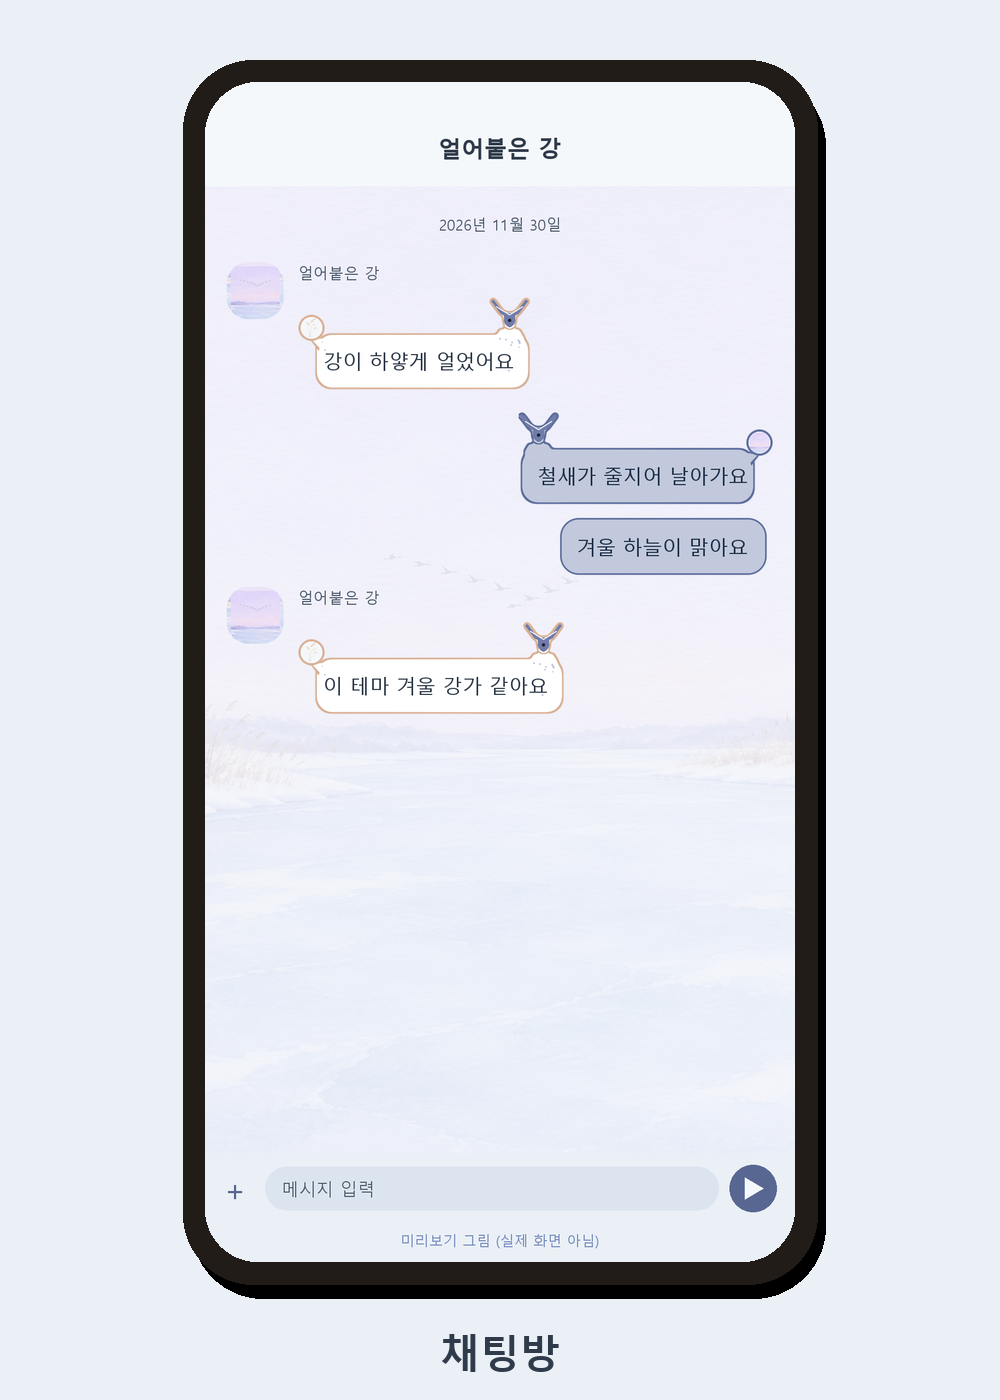 얼어붙은 강
2026년 11월 30일
얼어붙은 강
강이 하얗게 얼었어요
철새가 줄지어 날아가요
겨울 하늘이 맑아요
얼어붙은 강
이 테마 겨울 강가 같아요
+ 메시지 입력
미리보기 그림 (실제 화면 아님)
채팅방